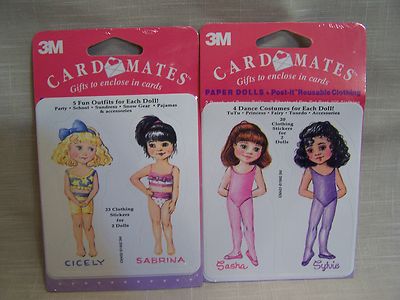 3M
CARD MATES
Gifts to enclose in cards
5 Fun Outfits for Each Doll!
Party • School • Sundress • Snow Gear • Pajamas
& accessories
23 Clothing
Stickers
for
2 Dolls
CICELY
SABRINA
3M
CARD MATES
Gifts to enclose in cards
PAPER DOLLS & Post-it Reusable Clothing
4 Dance Costumes for Each Doll!
TuTu • Princess • Fairy • Tuxedo • Accessories
20
Clothing
Stickers
for
2
Dolls
Sasha
Sylvie